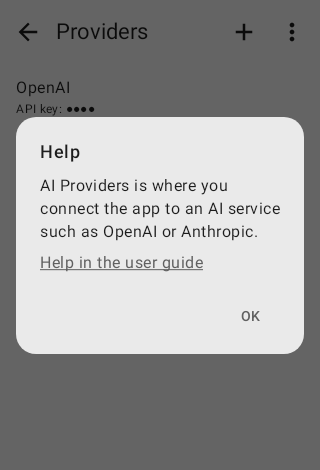 Providers
OpenAI
API key: ●●●●
Help
AI Providers is where you
connect the app to an AI service
such as OpenAI or Anthropic.
Help in the user guide
OK